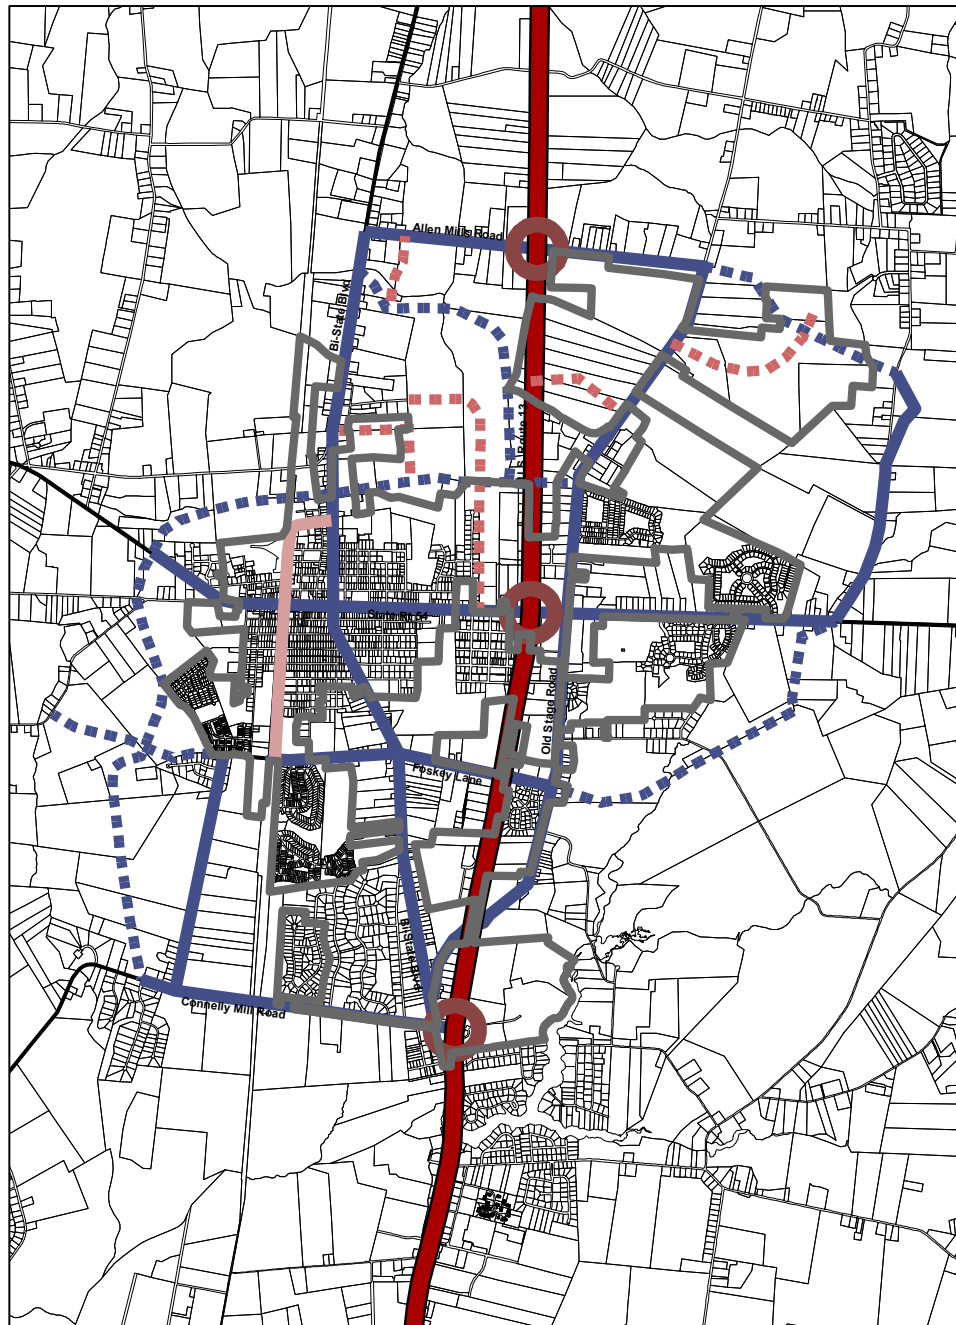 Allen Mills Road
Bi-State Blvd
U.S. Route 13
State Rt 54
Old Stage Road
Foskey Lane
Bi-State Blvd
Connelly Mill Road